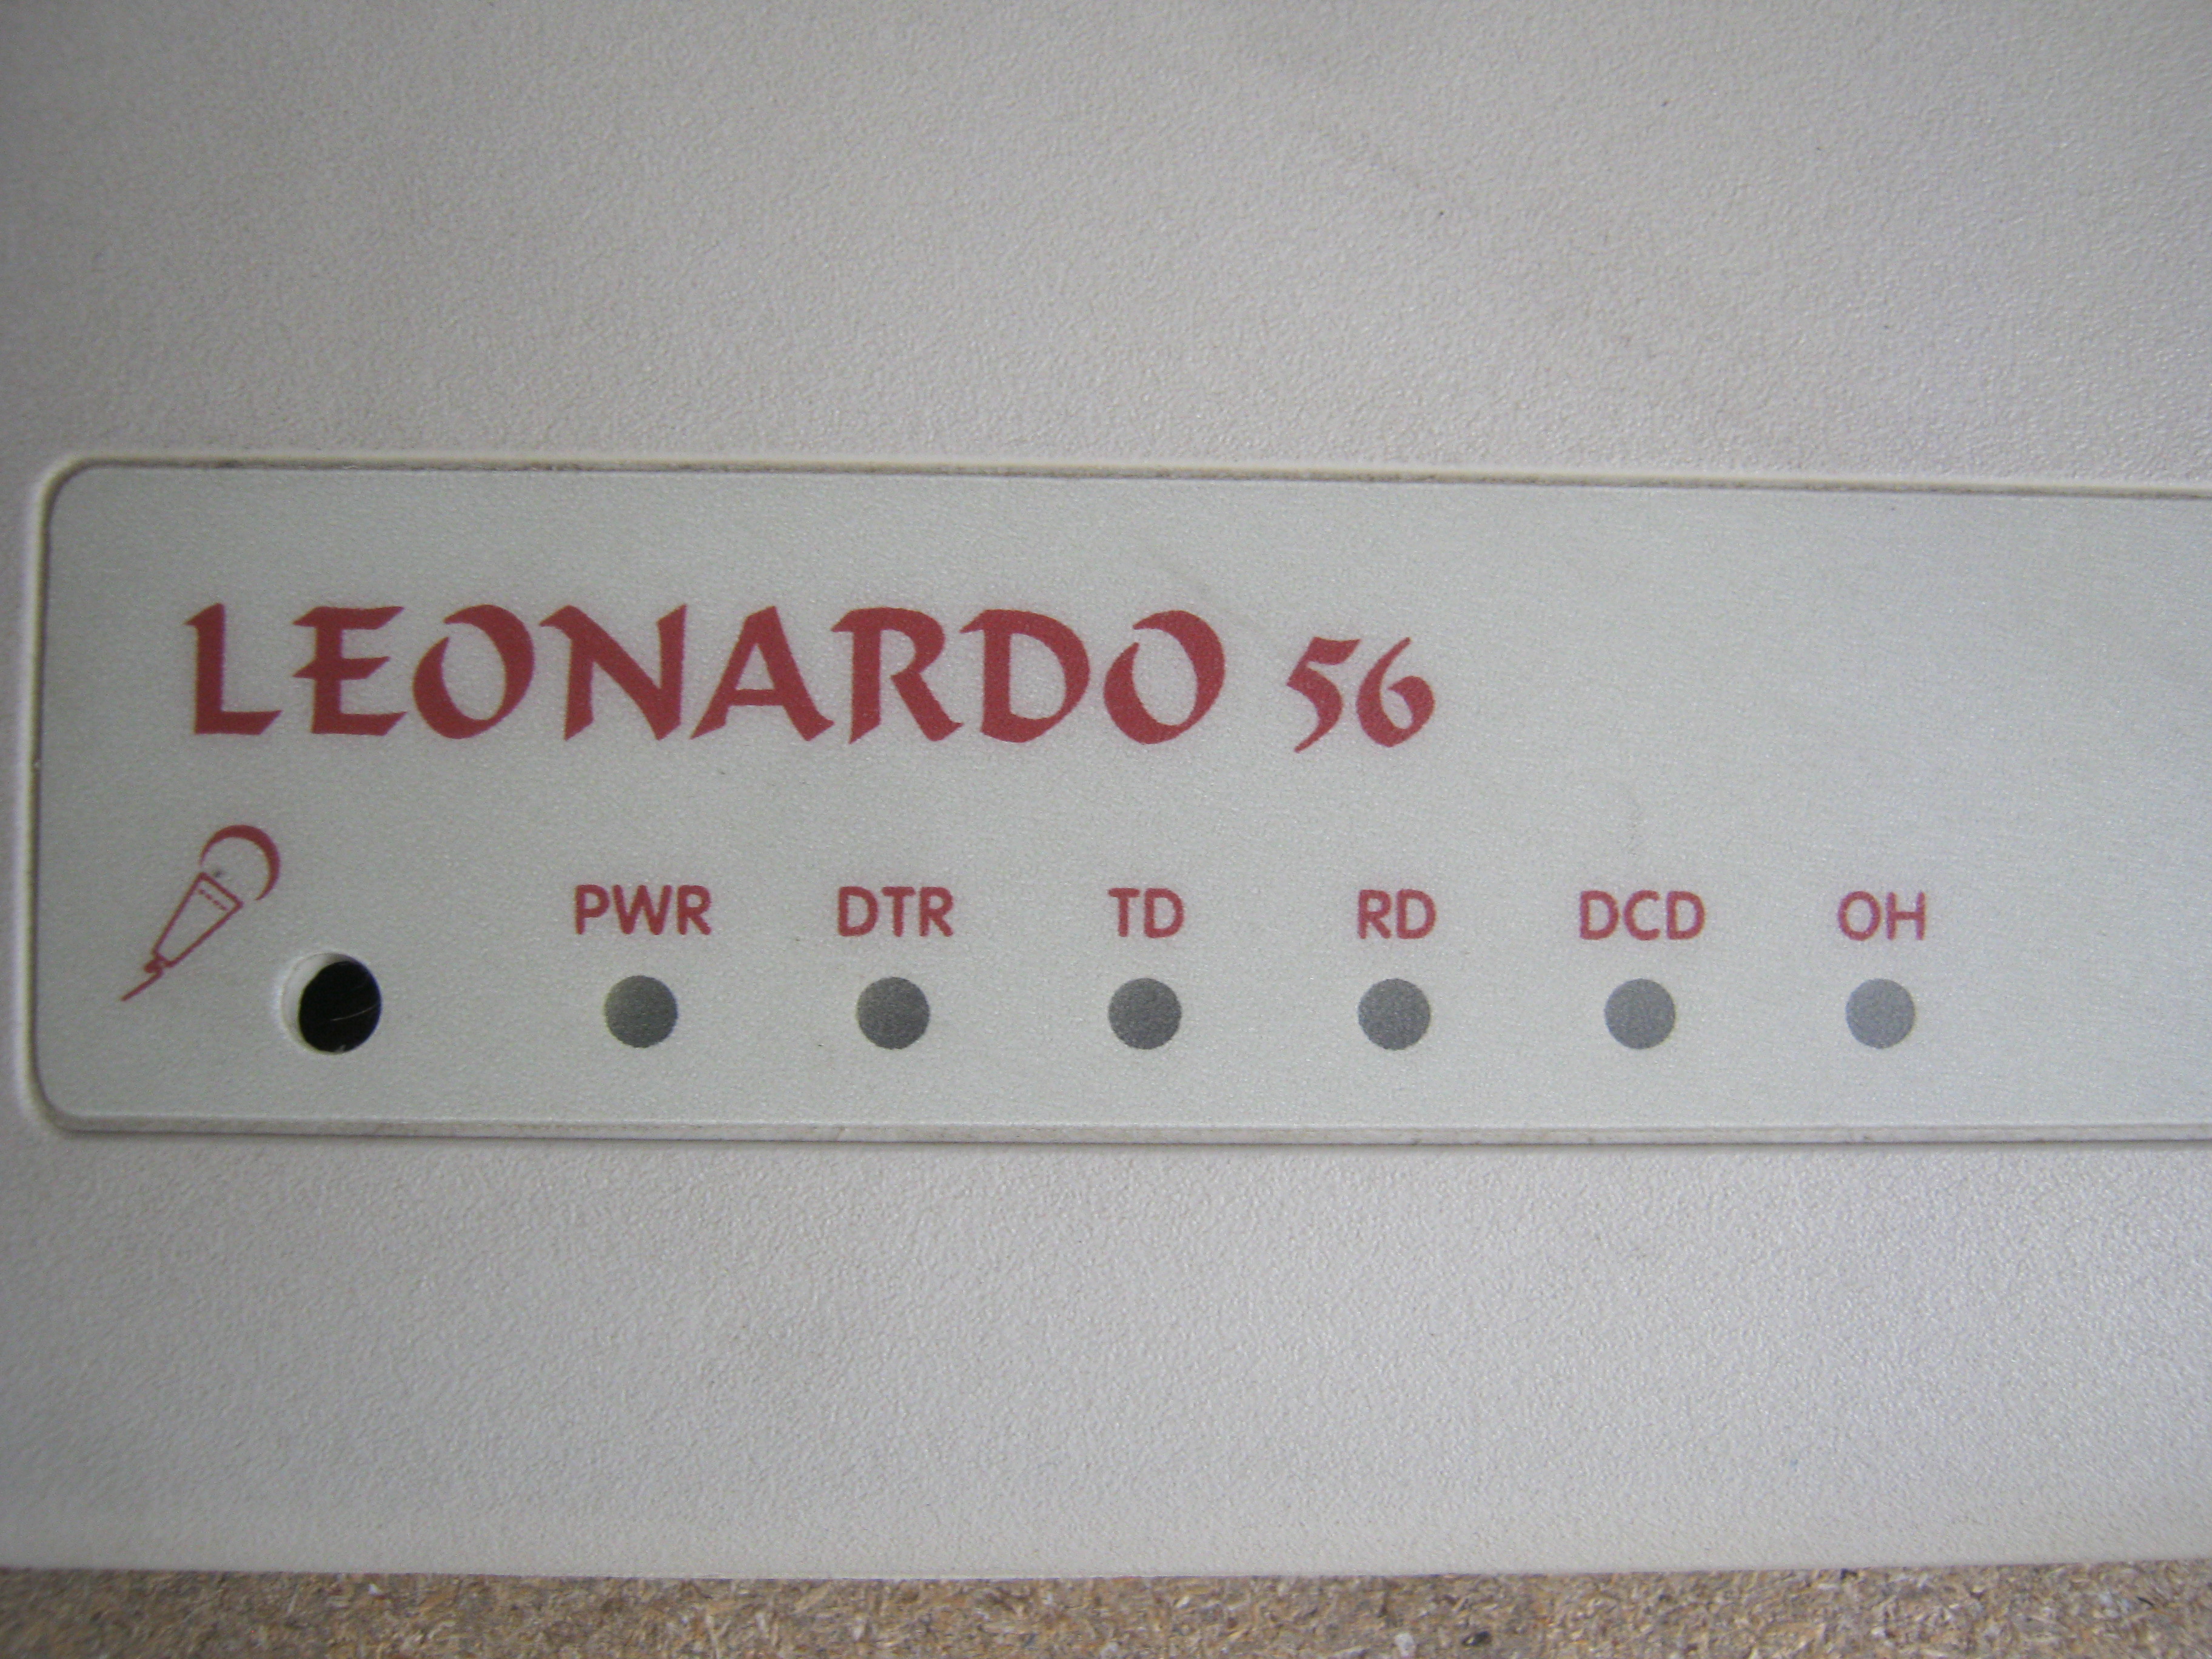 LEONARDO 56
PWR DTR TD RD DCD OH